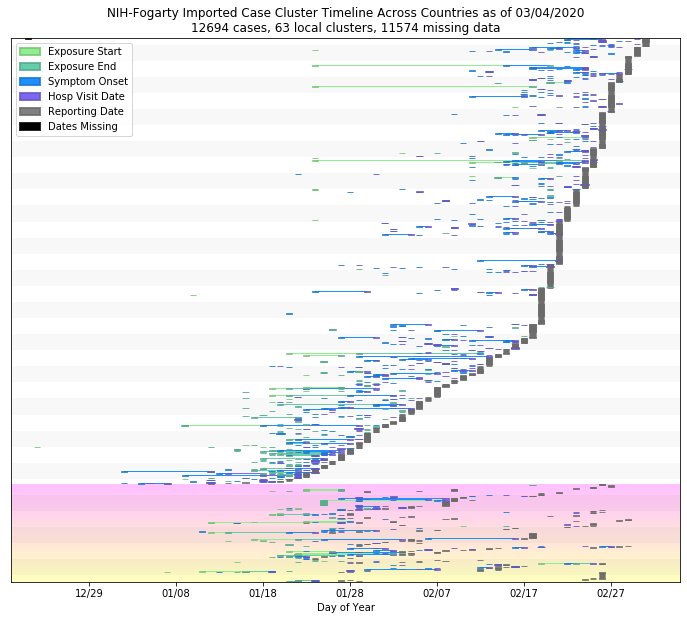 NIH-Fogarty Imported Case Cluster Timeline Across Countries as of 03/04/2020
12694 cases, 63 local clusters, 11574 missing data
Exposure Start
Exposure End
Symptom Onset
Hosp Visit Date
Reporting Date
Dates Missing
12/29 01/08 01/18 01/28 02/07 02/17 02/27
Day of Year